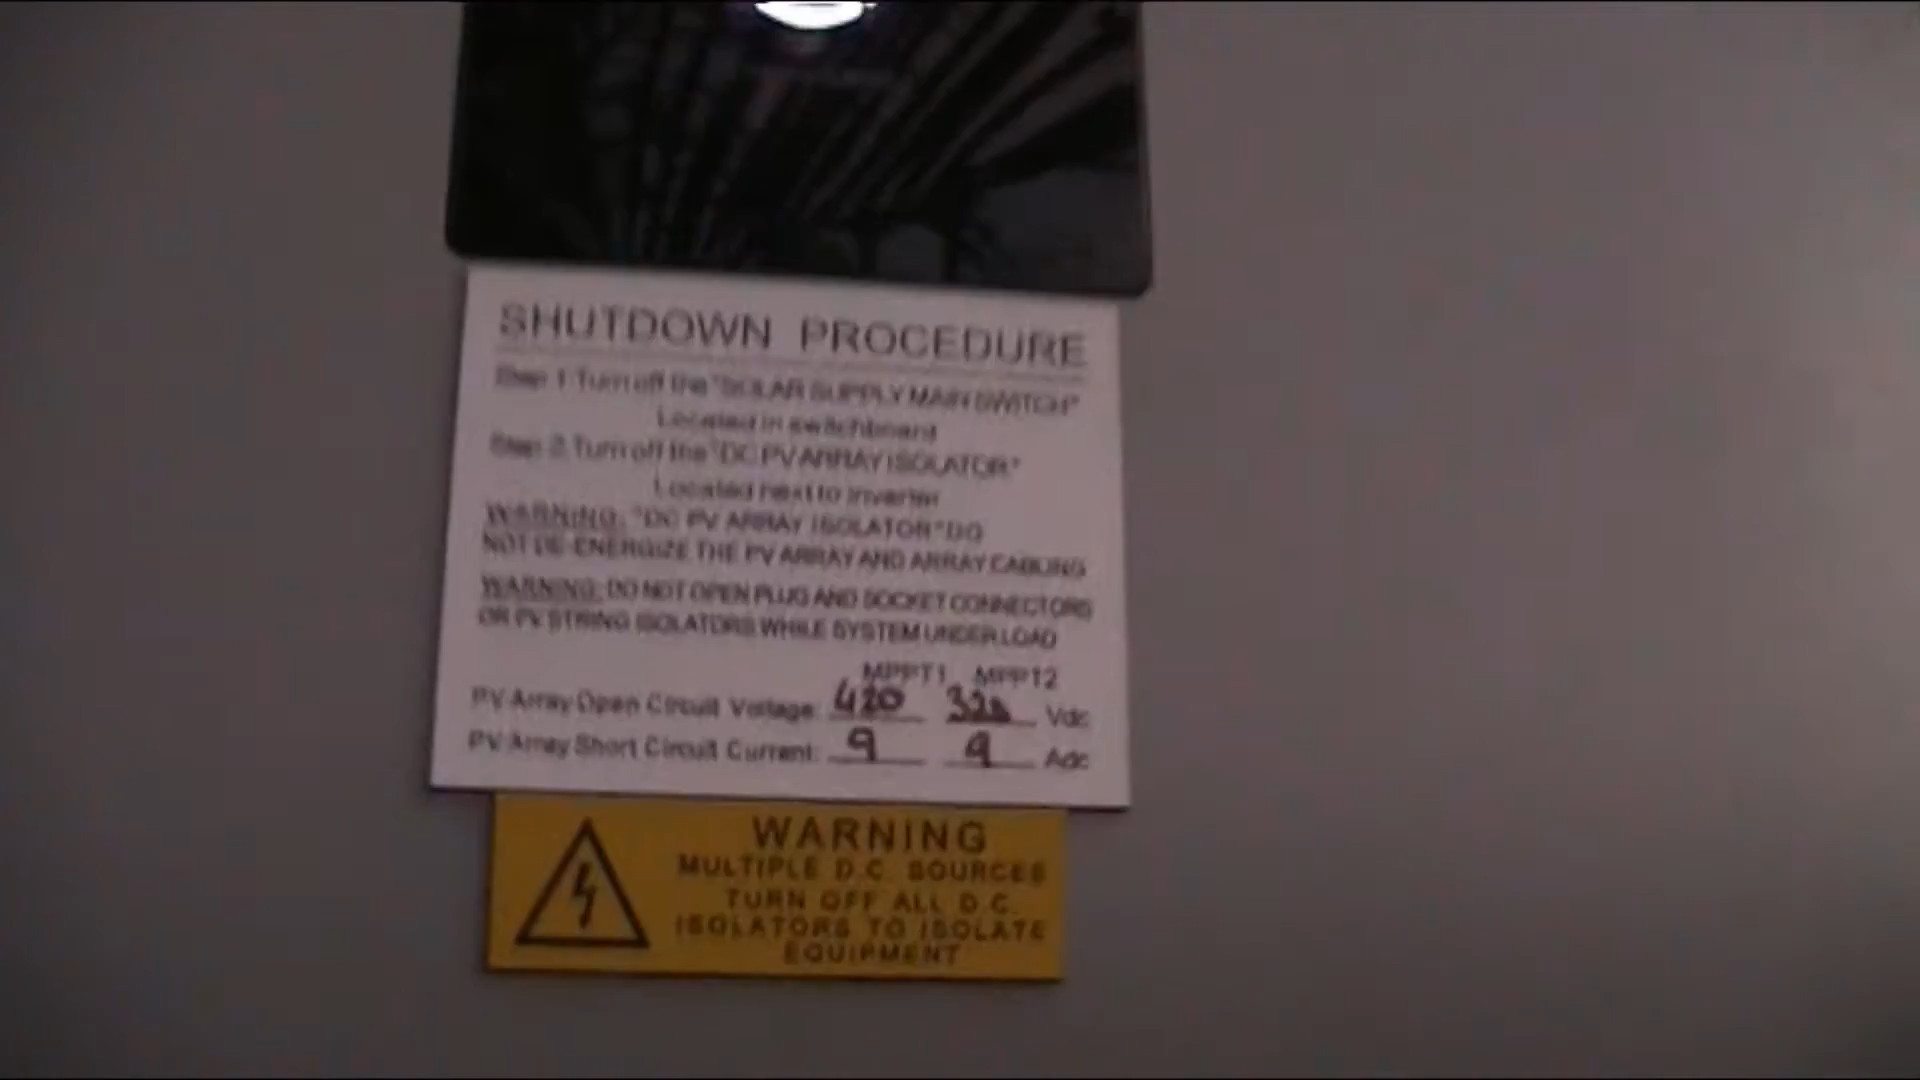 SHUTDOWN PROCEDURE
Step 1 Turn off the "SOLAR SUPPLY MAIN SWITCH"
Located in switchboard
Step 2 Turn off the "DC PV ARRAY ISOLATOR"
Located next to inverter
WARNING: "DC PV ARRAY ISOLATOR" DO
NOT DE-ENERGIZE THE PV ARRAY AND ARRAY CABLING
WARNING: DO NOT OPEN PLUG AND SOCKET CONNECTORS
OR PV STRING ISOLATORS WHILE SYSTEM UNDER LOAD
MPPT1 MPPT2
PV Array Open Circuit Voltage: 420 Vdc
PV Array Short Circuit Current: 9 9 Adc
WARNING
MULTIPLE D.C. SOURCES
TURN OFF ALL D.C.
ISOLATORS TO ISOLATE
EQUIPMENT